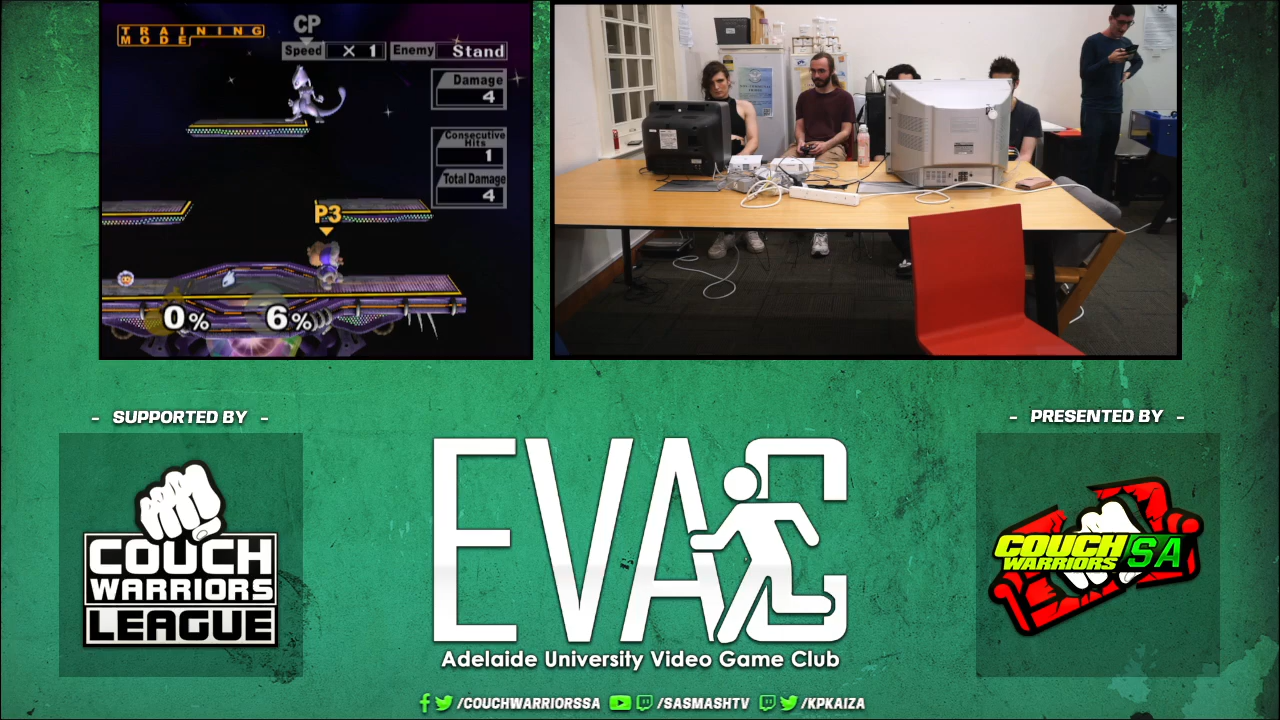 TRAINING
MODE
CP
Speed × 1 Enemy Stand
Damage
4
Consecutive
Hits
1
Total Damage
4
P3
0% 6%
- SUPPORTED BY -
- PRESENTED BY -
COUCH
WARRIORS
LEAGUE
EVAC
Adelaide University Video Game Club
COUCH
WARRIORS
SA
/COUCHWARRIORSSA /SASMASHTV /KPKAIZA